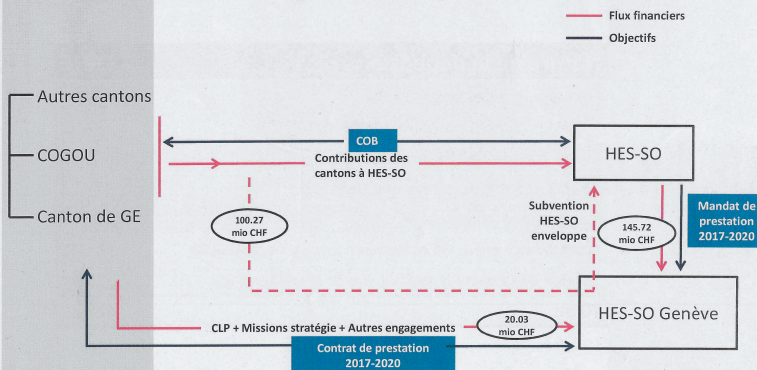 Flux financiers
Objectifs
Autres cantons
COGOU
Canton de GE
COB
Contributions des
cantons à HES-SO
HES-SO
100.27
mio CHF
Subvention
HES-SO
enveloppe
145.72
mio CHF
Mandat de
prestation
2017-2020
HES-SO Genève
CLP + Missions stratégie + Autres engagements
20.03
mio CHF
Contrat de prestation
2017-2020